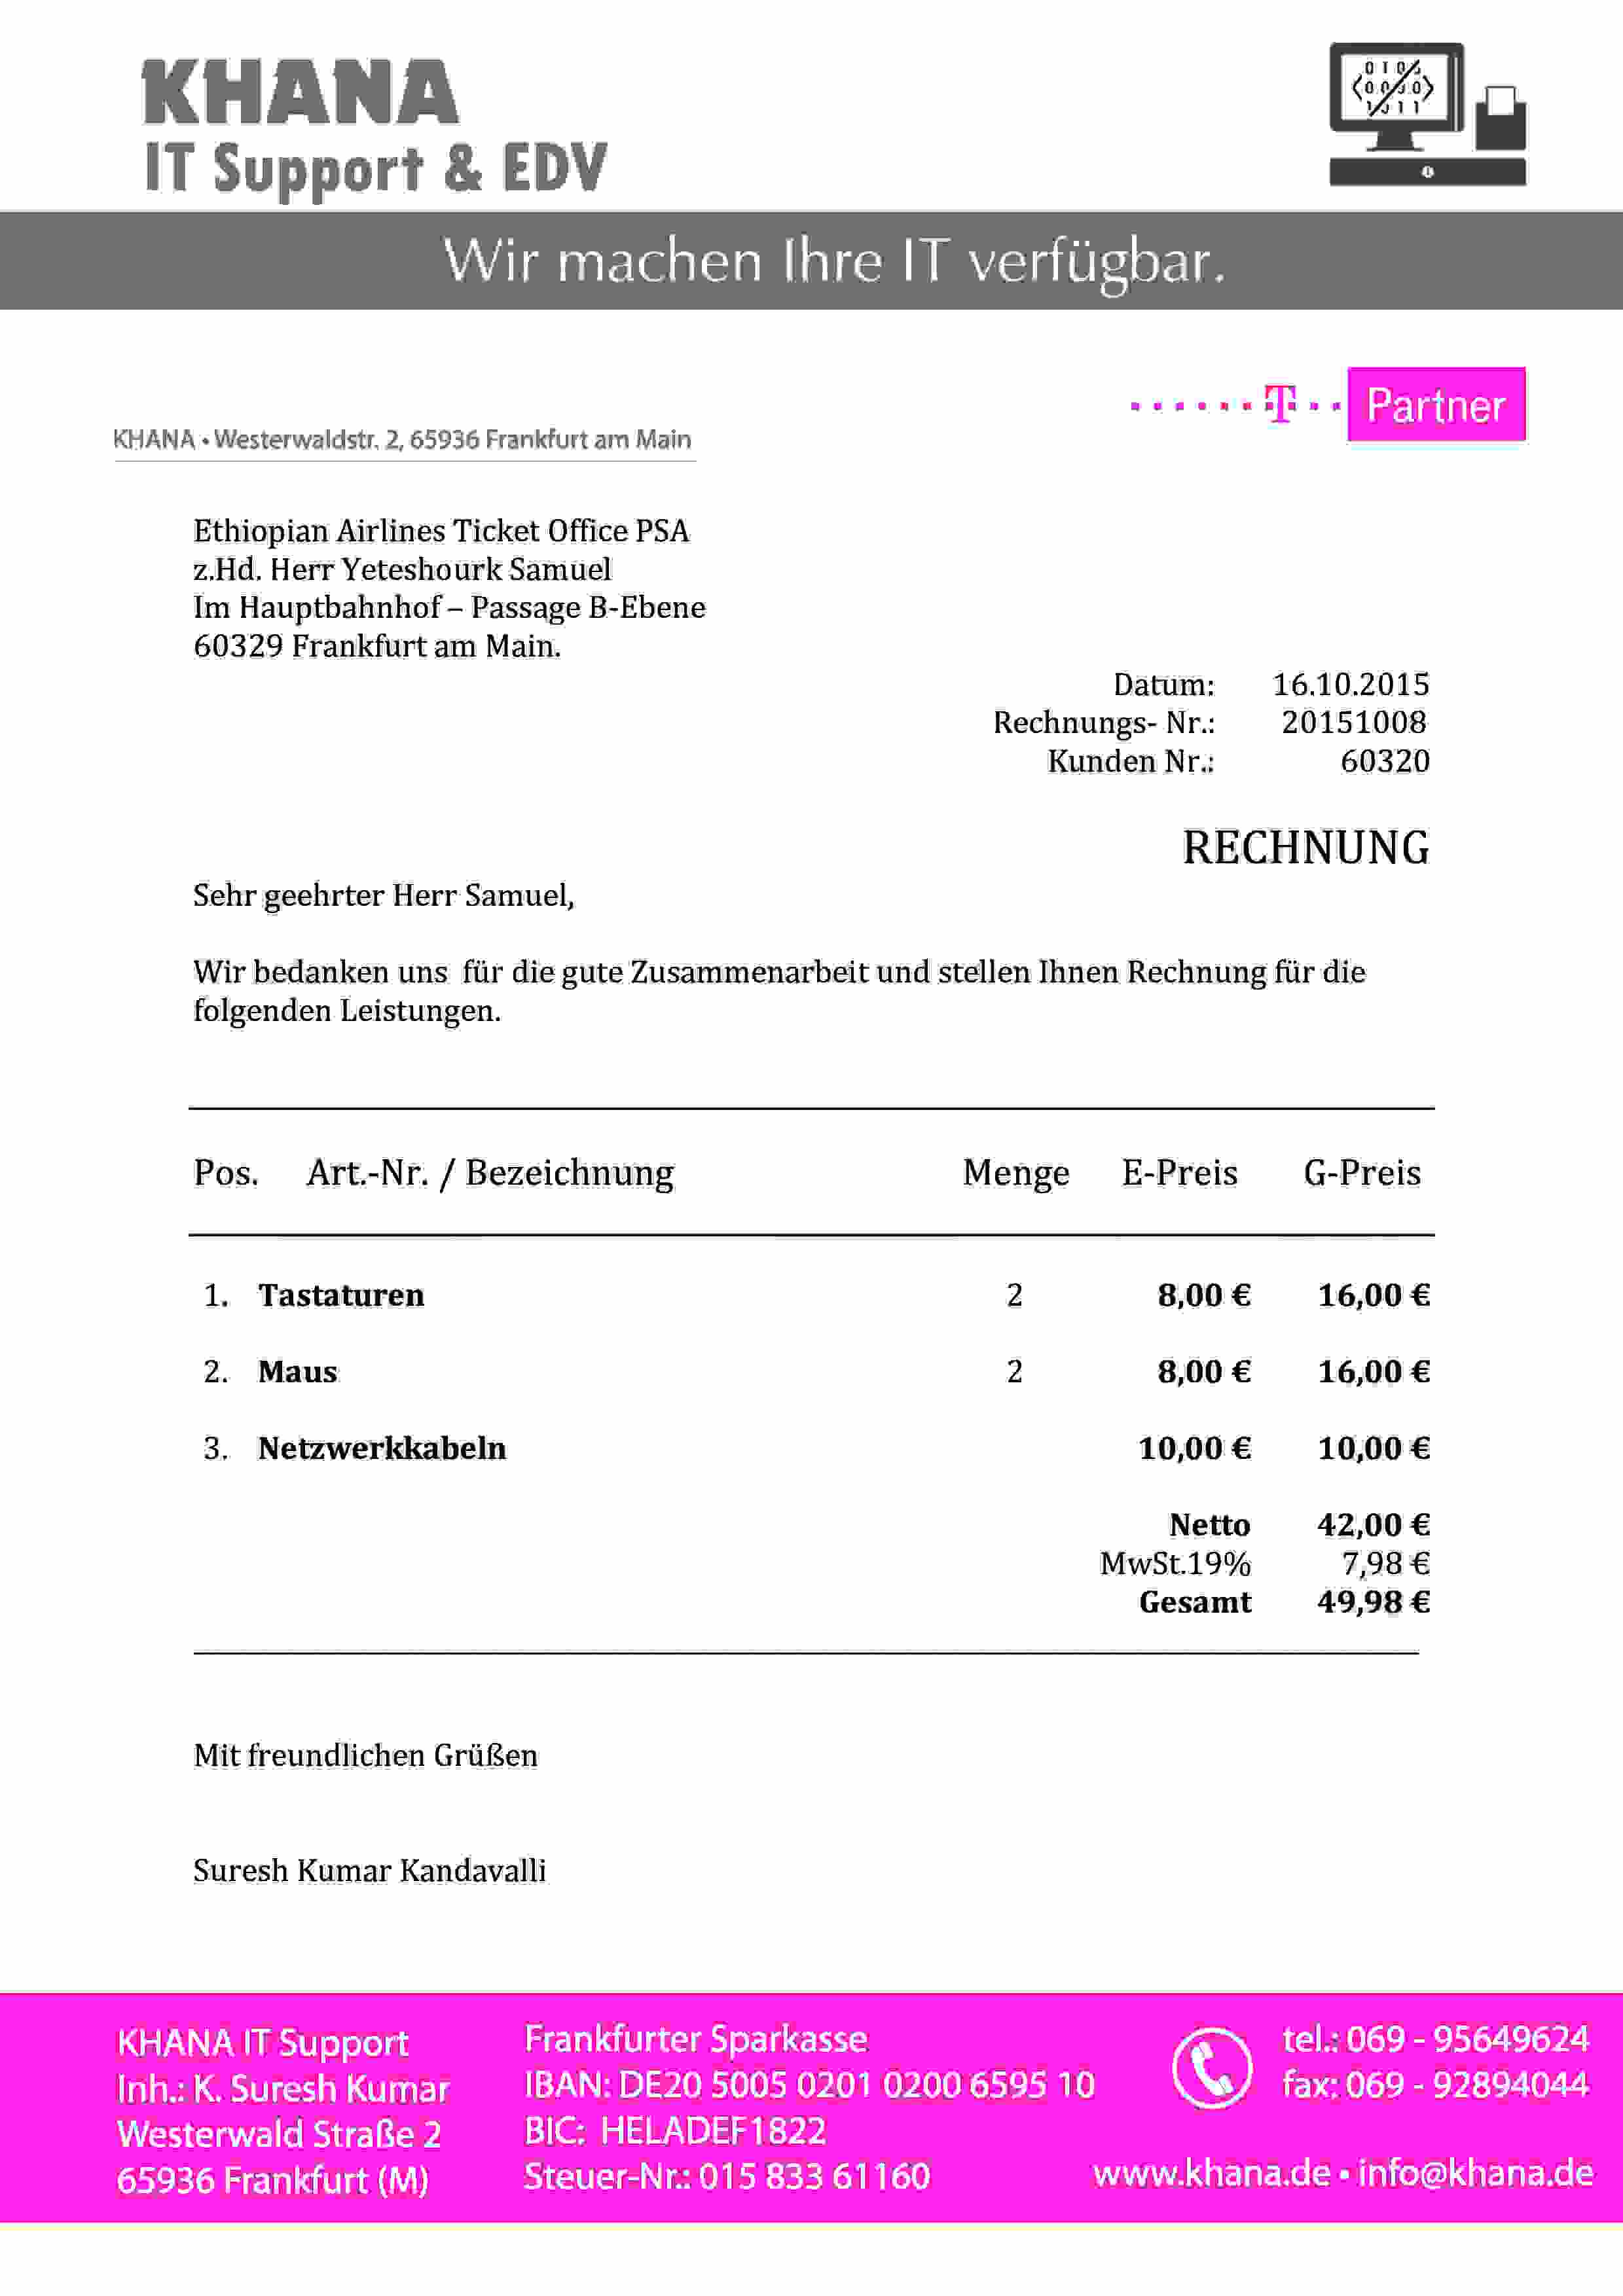 KHANA
IT Support & EDV
Wir machen Ihre IT verfügbar.
T Partner
KHANA • Westerwaldstr. 2, 65936 Frankfurt am Main
Ethiopian Airlines Ticket Office PSA
z.Hd. Herr Yeteshourk Samuel
Im Hauptbahnhof – Passage B-Ebene
60329 Frankfurt am Main.
Datum: 16.10.2015
Rechnungs- Nr.: 20151008
Kunden Nr.: 60320
RECHNUNG
Sehr geehrter Herr Samuel,
Wir bedanken uns für die gute Zusammenarbeit und stellen Ihnen Rechnung für die
folgenden Leistungen.
Pos. Art.-Nr. / Bezeichnung Menge E-Preis G-Preis
1. Tastaturen 2 8,00 € 16,00 €
2. Maus 2 8,00 € 16,00 €
3. Netzwerkkabeln 10,00 € 10,00 €
Netto 42,00 €
MwSt.19% 7,98 €
Gesamt 49,98 €
Mit freundlichen Grüßen
Suresh Kumar Kandavalli
KHANA IT Support
Inh.: K. Suresh Kumar
Westerwald Straße 2
65936 Frankfurt (M)
Frankfurter Sparkasse
IBAN: DE20 5005 0201 0200 6595 10
BIC: HELADEF1822
Steuer-Nr.: 015 833 61160
tel.: 069 - 95649624
fax: 069 - 92894044
www.khana.de • info@khana.de